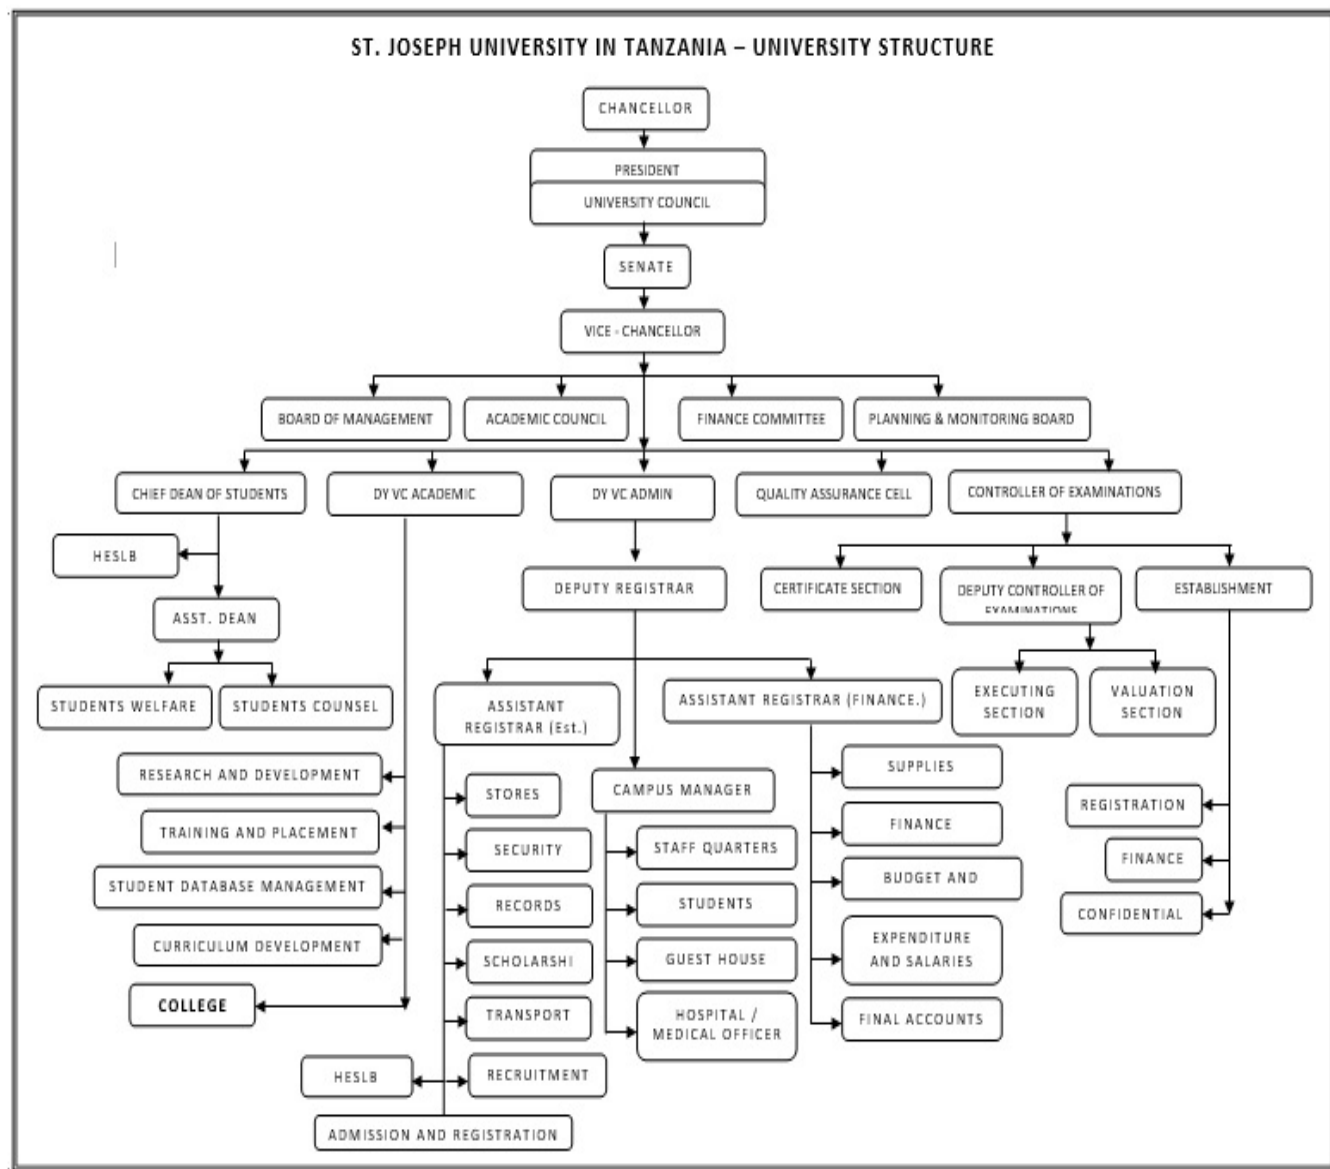 ST. JOSEPH UNIVERSITY IN TANZANIA – UNIVERSITY STRUCTURE
CHANCELLOR
PRESIDENT
UNIVERSITY COUNCIL
SENATE
VICE - CHANCELLOR
BOARD OF MANAGEMENT
ACADEMIC COUNCIL
FINANCE COMMITTEE
PLANNING & MONITORING BOARD
CHIEF DEAN OF STUDENTS
DY VC ACADEMIC
DY VC ADMIN
QUALITY ASSURANCE CELL
CONTROLLER OF EXAMINATIONS
HESLB
DEPUTY REGISTRAR
CERTIFICATE SECTION
DEPUTY CONTROLLER OF
EXAMINATIONS
ESTABLISHMENT
ASST. DEAN
STUDENTS WELFARE
STUDENTS COUNSEL
ASSISTANT
REGISTRAR (Est.)
ASSISTANT REGISTRAR (FINANCE.)
EXECUTING
SECTION
VALUATION
SECTION
RESEARCH AND DEVELOPMENT
TRAINING AND PLACEMENT
STUDENT DATABASE MANAGEMENT
CURRICULUM DEVELOPMENT
COLLEGE
STORES
SECURITY
RECORDS
SCHOLARSHI
TRANSPORT
HESLB
RECRUITMENT
ADMISSION AND REGISTRATION
CAMPUS MANAGER
STAFF QUARTERS
STUDENTS
GUEST HOUSE
HOSPITAL /
MEDICAL OFFICER
SUPPLIES
FINANCE
BUDGET AND
EXPENDITURE
AND SALARIES
FINAL ACCOUNTS
REGISTRATION
FINANCE
CONFIDENTIAL